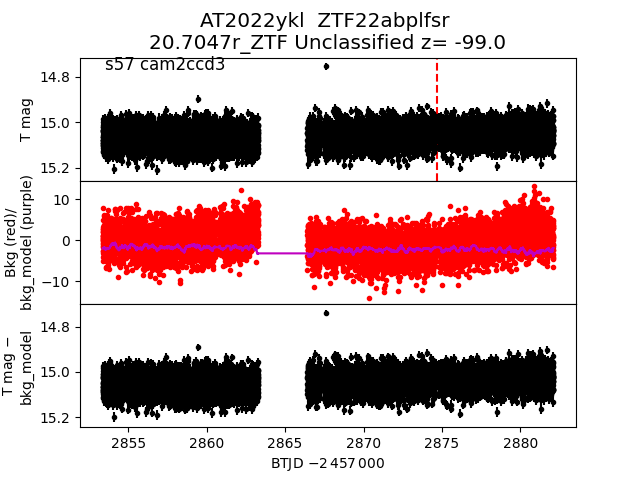 AT2022ykl  ZTF22abplfsr
20.7047r_ZTF Unclassified z= -99.0
s57 cam2ccd3
14.8
15.0
15.2
T mag
10
0
−10
Bkg (red)/
bkg_model (purple)
14.8
15.0
15.2
T mag −
bkg_model
2855
2860
2865
2870
2875
2880
BTJD −2 457 000